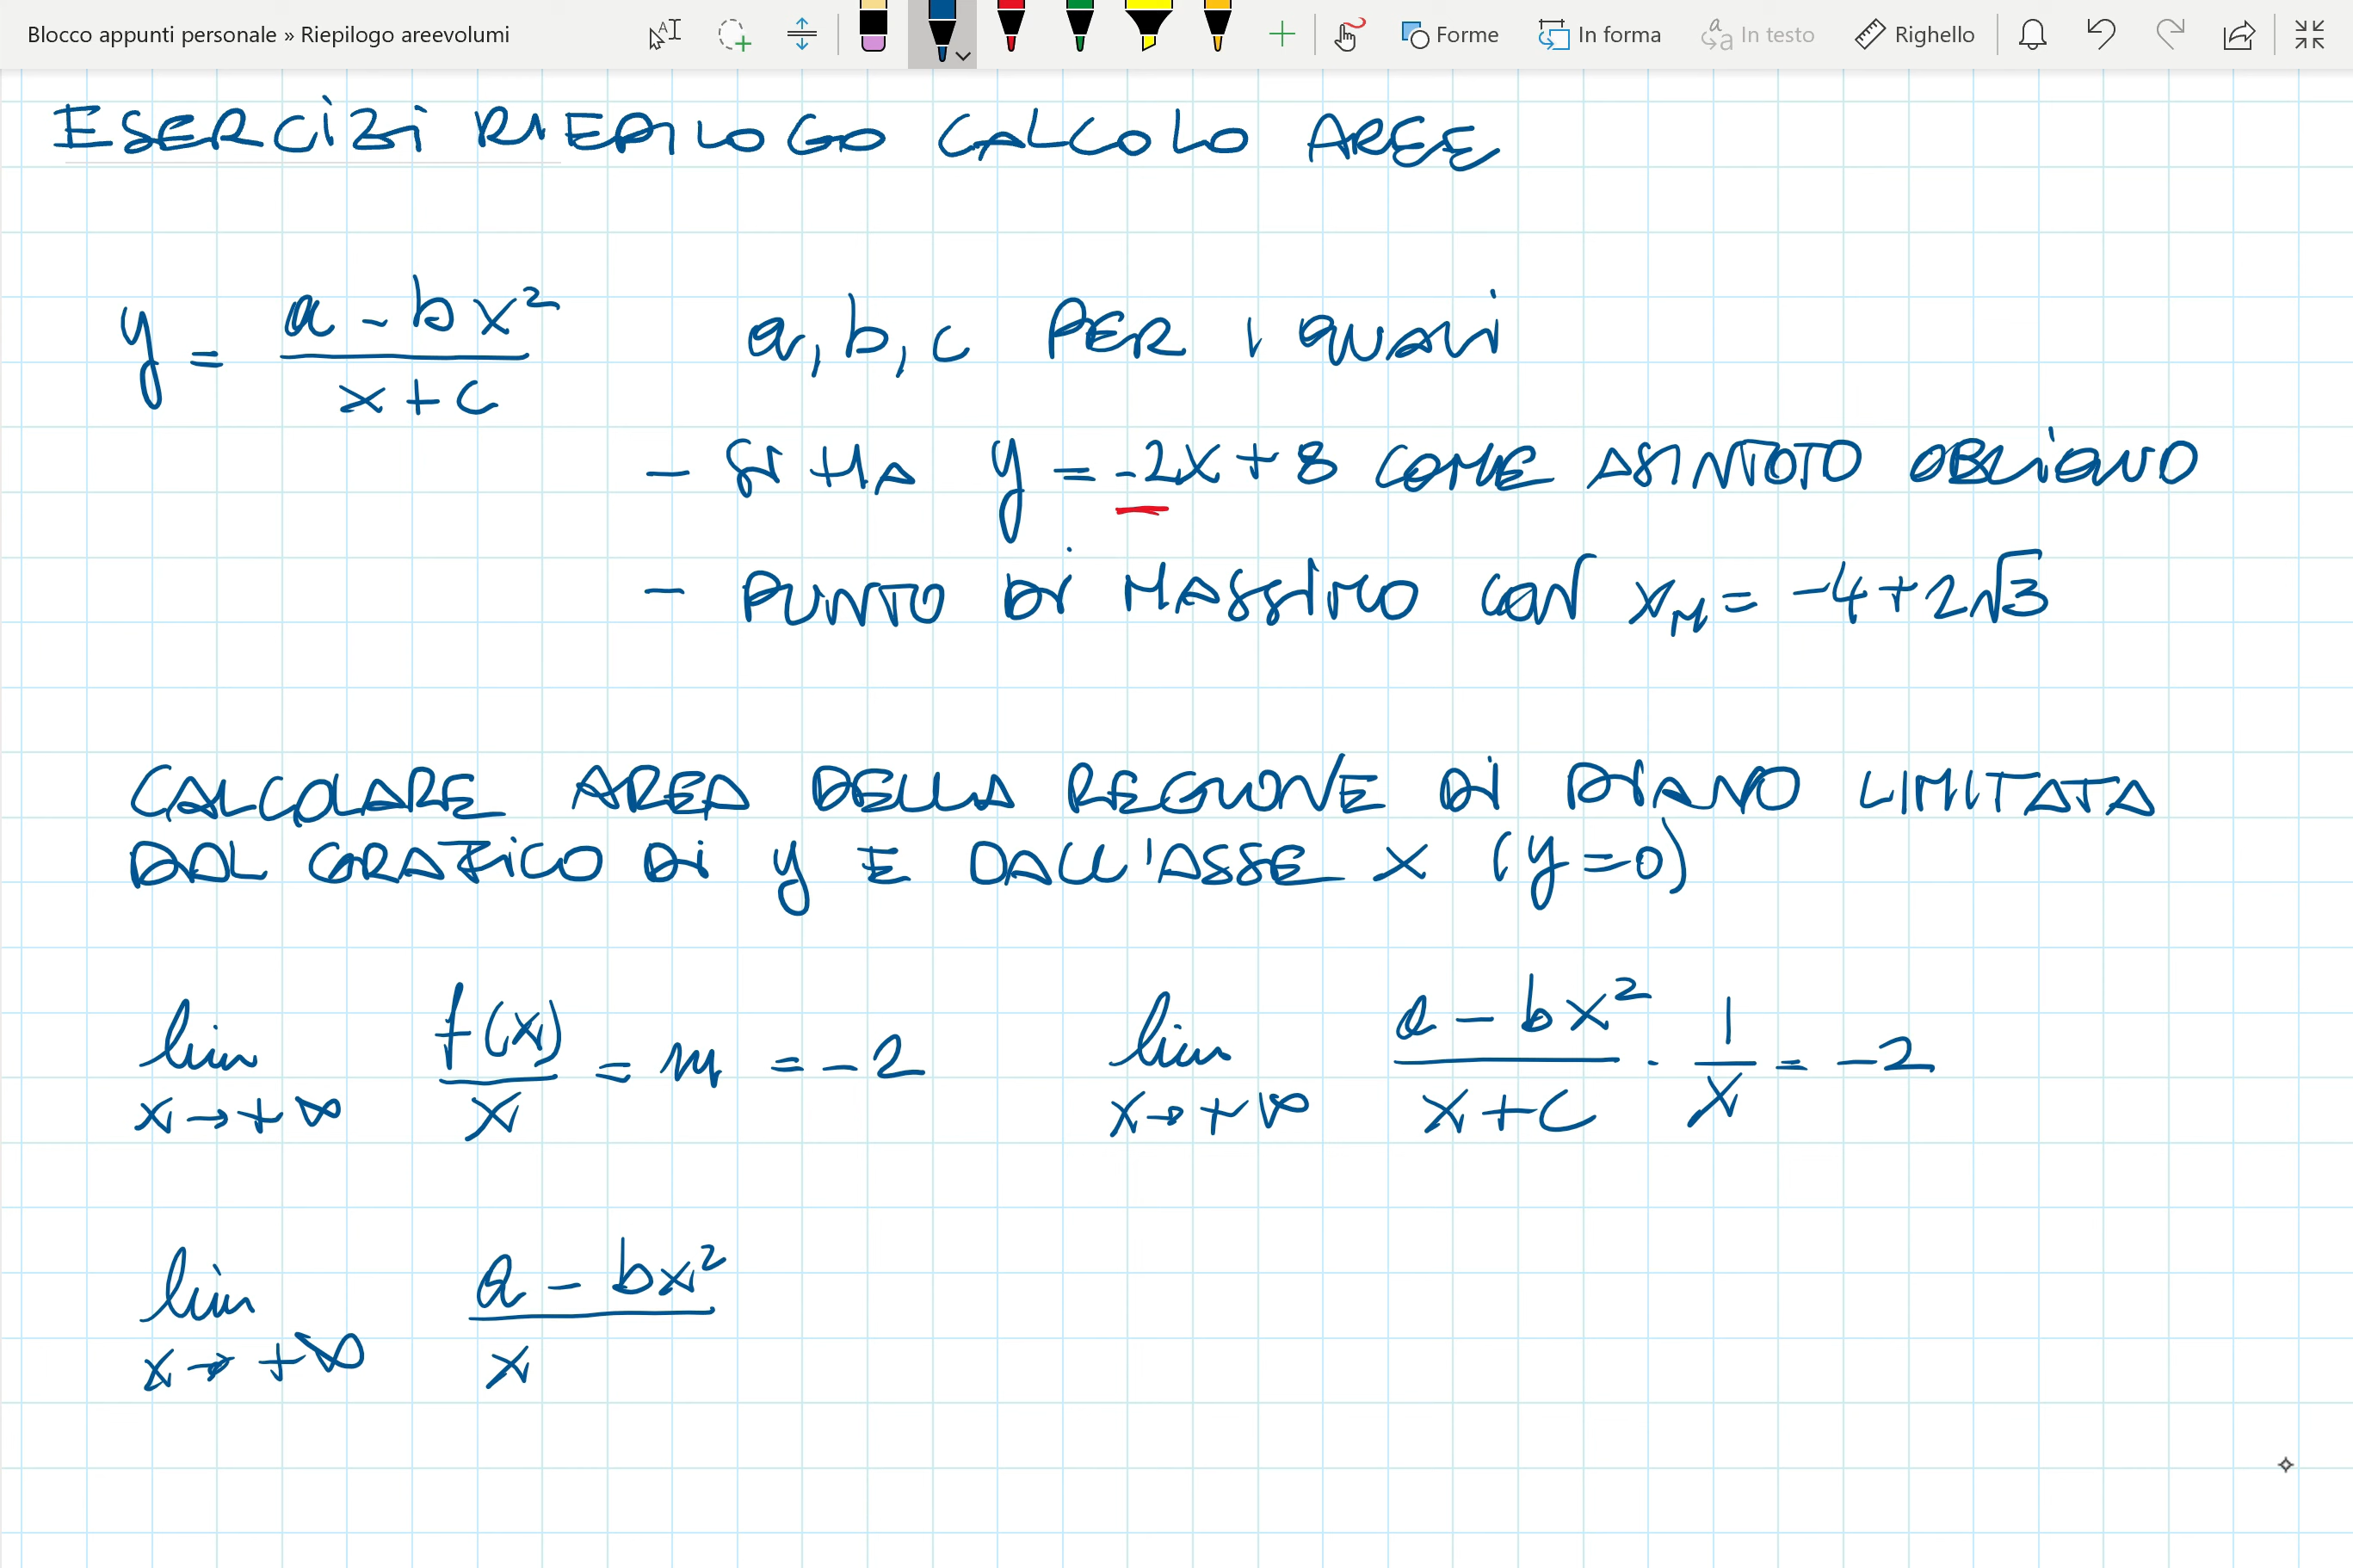 Blocco appunti personale » Riepilogo areevolumi Forme In forma In testo Righello
ESERCIZI RIEPILOGO CALCOLO AREE
y = (a - bx²)/(x + c) a, b, c PER i quali
- SI HA y = -2x + 8 COME ASINTOTO OBLIQUO
- PUNTO DI MASSIMO CON x_M = -4 + 2√3
CALCOLARE AREA DELLA REGIONE DI PIANO LIMITATA
DAL GRAFICO DI y E DALL'ASSE X (y = 0)
lim x→+∞ f(x)/x = m = -2 lim x→+∞ (a - bx²)/(x + c) · 1/x = -2
lim x→+∞ (a - bx²)/x